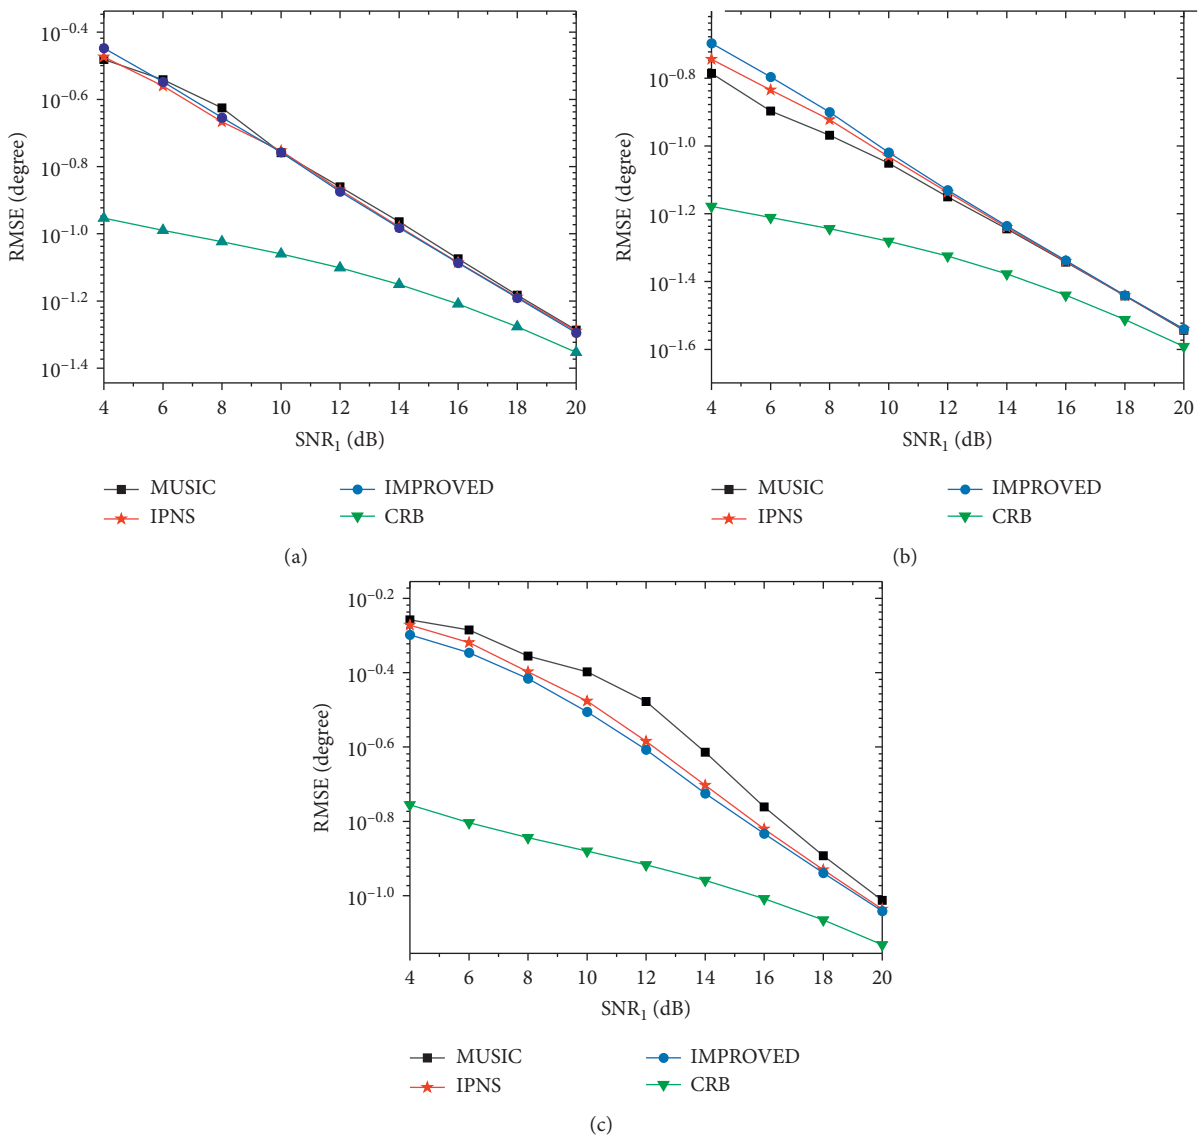 RMSE (degree)
10−0.4
10−0.6
10−0.8
10−1.0
10−1.2
10−1.4
4 6 8 10 12 14 16 18 20
SNR1 (dB)
MUSIC IMPROVED
IPNS CRB
(a)
RMSE (degree)
10−0.8
10−1.0
10−1.2
10−1.4
10−1.6
4 6 8 10 12 14 16 18 20
SNR1 (dB)
MUSIC IMPROVED
IPNS CRB
(b)
RMSE (degree)
10−0.2
10−0.4
10−0.6
10−0.8
10−1.0
4 6 8 10 12 14 16 18 20
SNR1 (dB)
MUSIC IMPROVED
IPNS CRB
(c)